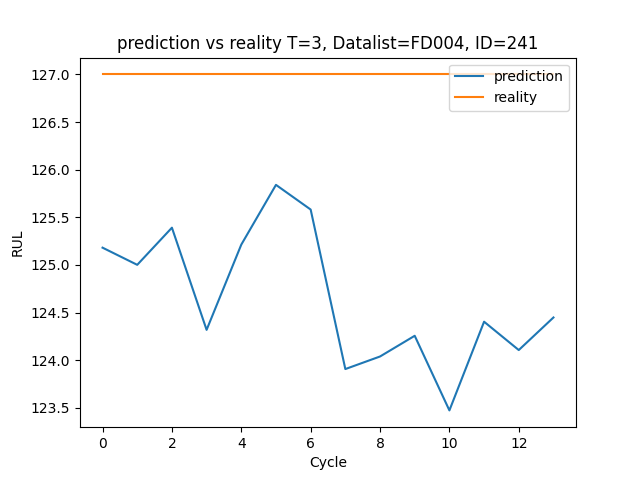 prediction vs reality T=3, Datalist=FD004, ID=241
127.0
126.5
126.0
125.5
125.0
124.5
124.0
123.5
RUL
0 2 4 6 8 10 12
Cycle
prediction
reality